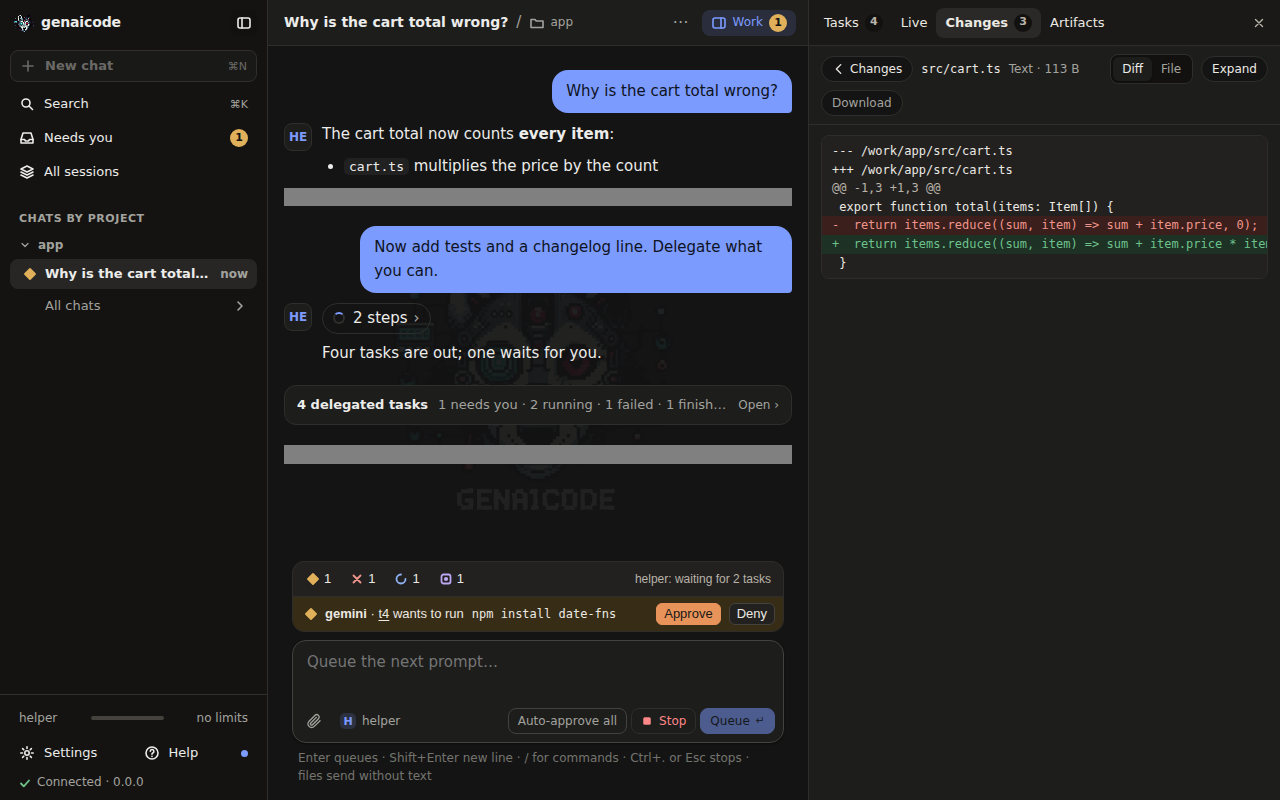 genaicode
New chat
⌘N
Search
⌘K
Needs you
1
All sessions
CHATS BY PROJECT
app
Why is the cart total…
now
All chats
helper
no limits
Settings
Help
Connected · 0.0.0
Why is the cart total wrong? / app
··· Work 1
Why is the cart total wrong?
HE
The cart total now counts every item:
• cart.ts multiplies the price by the count
Now add tests and a changelog line. Delegate what
you can.
HE
2 steps ›
Four tasks are out; one waits for you.
4 delegated tasks 1 needs you · 2 running · 1 failed · 1 finish… Open ›
GENA1CODE
1 1 1 1 helper: waiting for 2 tasks
gemini · t4 wants to run npm install date-fns Approve Deny
Queue the next prompt…
H helper Auto-approve all Stop Queue ↵
Enter queues · Shift+Enter new line · / for commands · Ctrl+. or Esc stops ·
files send without text
Tasks 4 Live Changes 3 Artifacts
Changes src/cart.ts Text · 113 B Diff File Expand
Download
--- /work/app/src/cart.ts
+++ /work/app/src/cart.ts
@@ -1,3 +1,3 @@
export function total(items: Item[]) {
-  return items.reduce((sum, item) => sum + item.price, 0);
+  return items.reduce((sum, item) => sum + item.price * ite
}